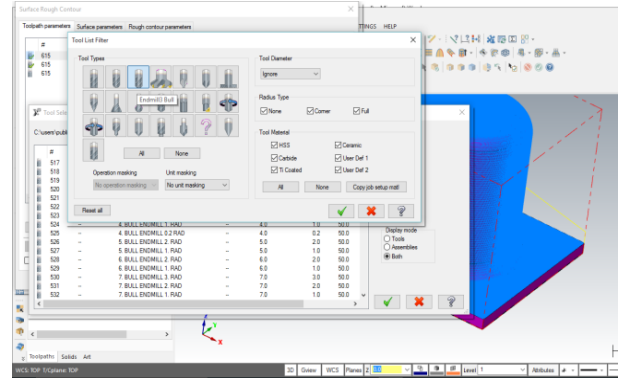 Surface Rough Contour
Toolpath parameters Surface parameters Rough contour parameters
TTINGS HELP
#
615
615
615
Tool List Filter
Tool Types
Endmill3 Bull
All None
Operation masking Unit masking
No operation masking No unit masking
Reset all
Tool Diameter
Ignore
Radius Type
None Corner Full
Tool Material
HSS Ceramic
Carbide User Def 1
Ti Coated User Def 2
All None Copy job setup matl
Tool Sele
C:\users\publi
#
517
518
519
520
521
522
523
524 -- 4. BULL ENDMILL 1. RAD -- 4.0 1.0 50.0
525 -- 4. BULL ENDMILL 0.2 RAD -- 4.0 0.2 50.0
526 -- 5. BULL ENDMILL 2. RAD -- 5.0 2.0 50.0
527 -- 5. BULL ENDMILL 1. RAD -- 5.0 1.0 50.0
528 -- 6. BULL ENDMILL 2. RAD -- 6.0 2.0 50.0
529 -- 6. BULL ENDMILL 1. RAD -- 6.0 1.0 50.0
530 -- 7. BULL ENDMILL 3. RAD -- 7.0 3.0 50.0
531 -- 7. BULL ENDMILL 2. RAD -- 7.0 2.0 50.0
532 -- 7. BULL ENDMILL 1. RAD -- 7.0 1.0 50.0
Display mode
Tools
Assemblies
Both
Y
X
Toolpaths Solids Art
WCS: TOP T/Cplane: TOP
3D Gview WCS Planes Z 0.0 Level 1 Attributes